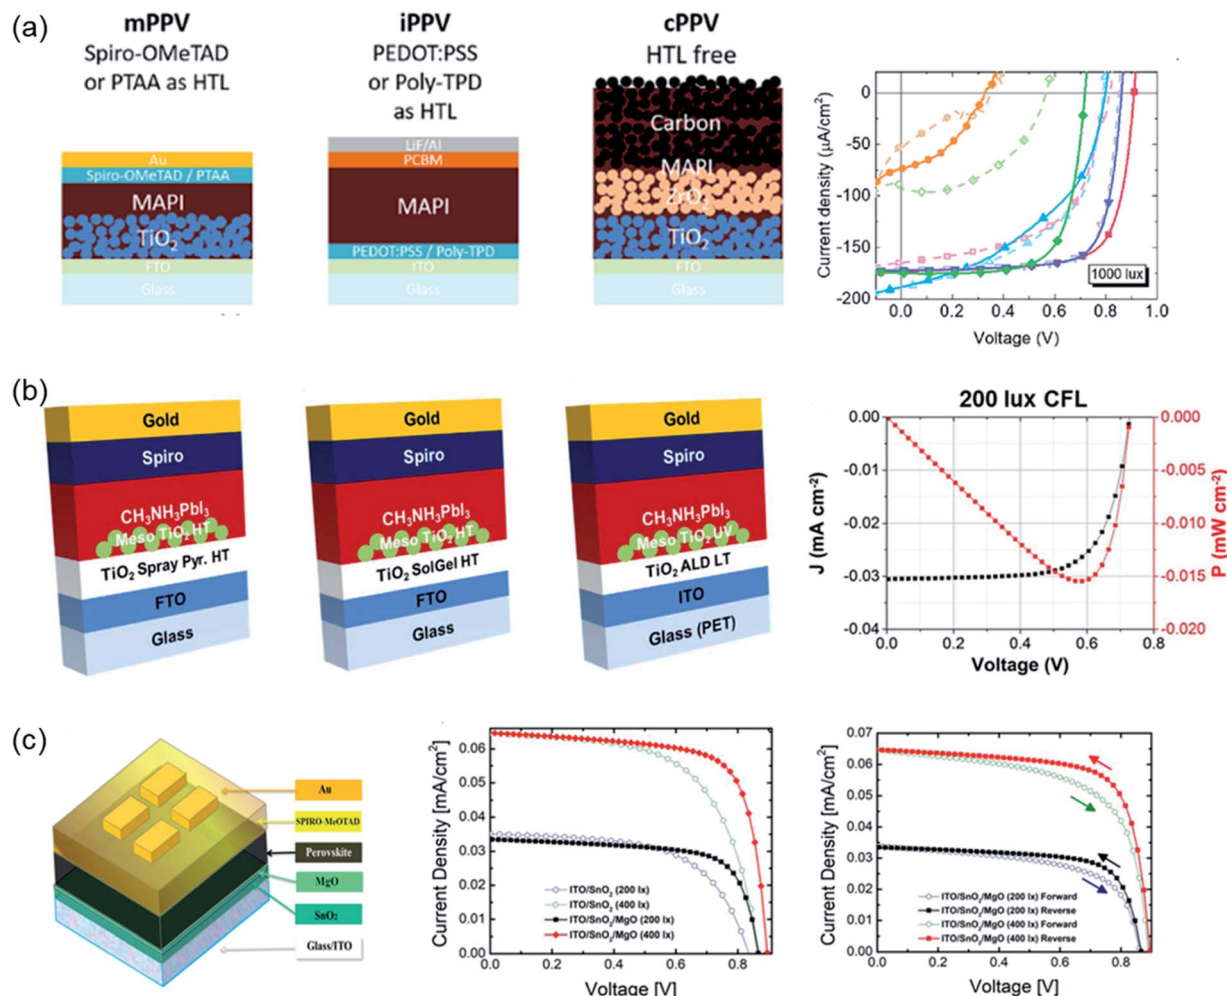 (a)
mPPV
Spiro-OMeTAD
or PTAA as HTL
Au
Spiro-OMeTAD / PTAA
MAPI
TiO2
FTO
Glass
iPPV
PEDOT:PSS
or Poly-TPD
as HTL
LiF/Al
PCBM
MAPI
PEDOT:PSS / Poly-TPD
ITO
Glass
cPPV
HTL free
Carbon
MAPI
ZrO2
TiO2
FTO
Glass
Current density (μA/cm²)
0
-50
-100
-150
-200
1000 lux
0.0 0.2 0.4 0.6 0.8 1.0
Voltage (V)
(b)
Gold
Spiro
CH3NH3PbI3
Meso TiO2 HT
TiO2 Spray Pyr. HT
FTO
Glass
Gold
Spiro
CH3NH3PbI3
Meso TiO2 HT
TiO2 SolGel HT
FTO
Glass
Gold
Spiro
CH3NH3PbI3
Meso TiO2 UV
TiO2 ALD LT
ITO
Glass (PET)
200 lux CFL
J (mA cm-2)
0.00
-0.01
-0.02
-0.03
-0.04
0.0 0.2 0.4 0.6 0.8
Voltage (V)
0.000
-0.005
-0.010
-0.015
-0.020
P (mW cm-2)
(c)
Au
SPIRO-MeOTAD
Perovskite
MgO
SnO2
Glass/ITO
Current Density [mA/cm²]
0.06
0.05
0.03
0.01
0.00
ITO/SnO2 (200 lx)
ITO/SnO2 (400 lx)
ITO/SnO2/MgO (200 lx)
ITO/SnO2/MgO (400 lx)
0.0 0.2 0.4 0.6 0.8
Voltage [V]
Current Density [mA/cm²]
0.07
0.06
0.05
0.04
0.03
0.02
0.01
0.00
ITO/SnO2/MgO (200 lx) Forward
ITO/SnO2/MgO (200 lx) Reverse
ITO/SnO2/MgO (400 lx) Forward
ITO/SnO2/MgO (400 lx) Reverse
0.0 0.2 0.4 0.6 0.8
Voltage [V]